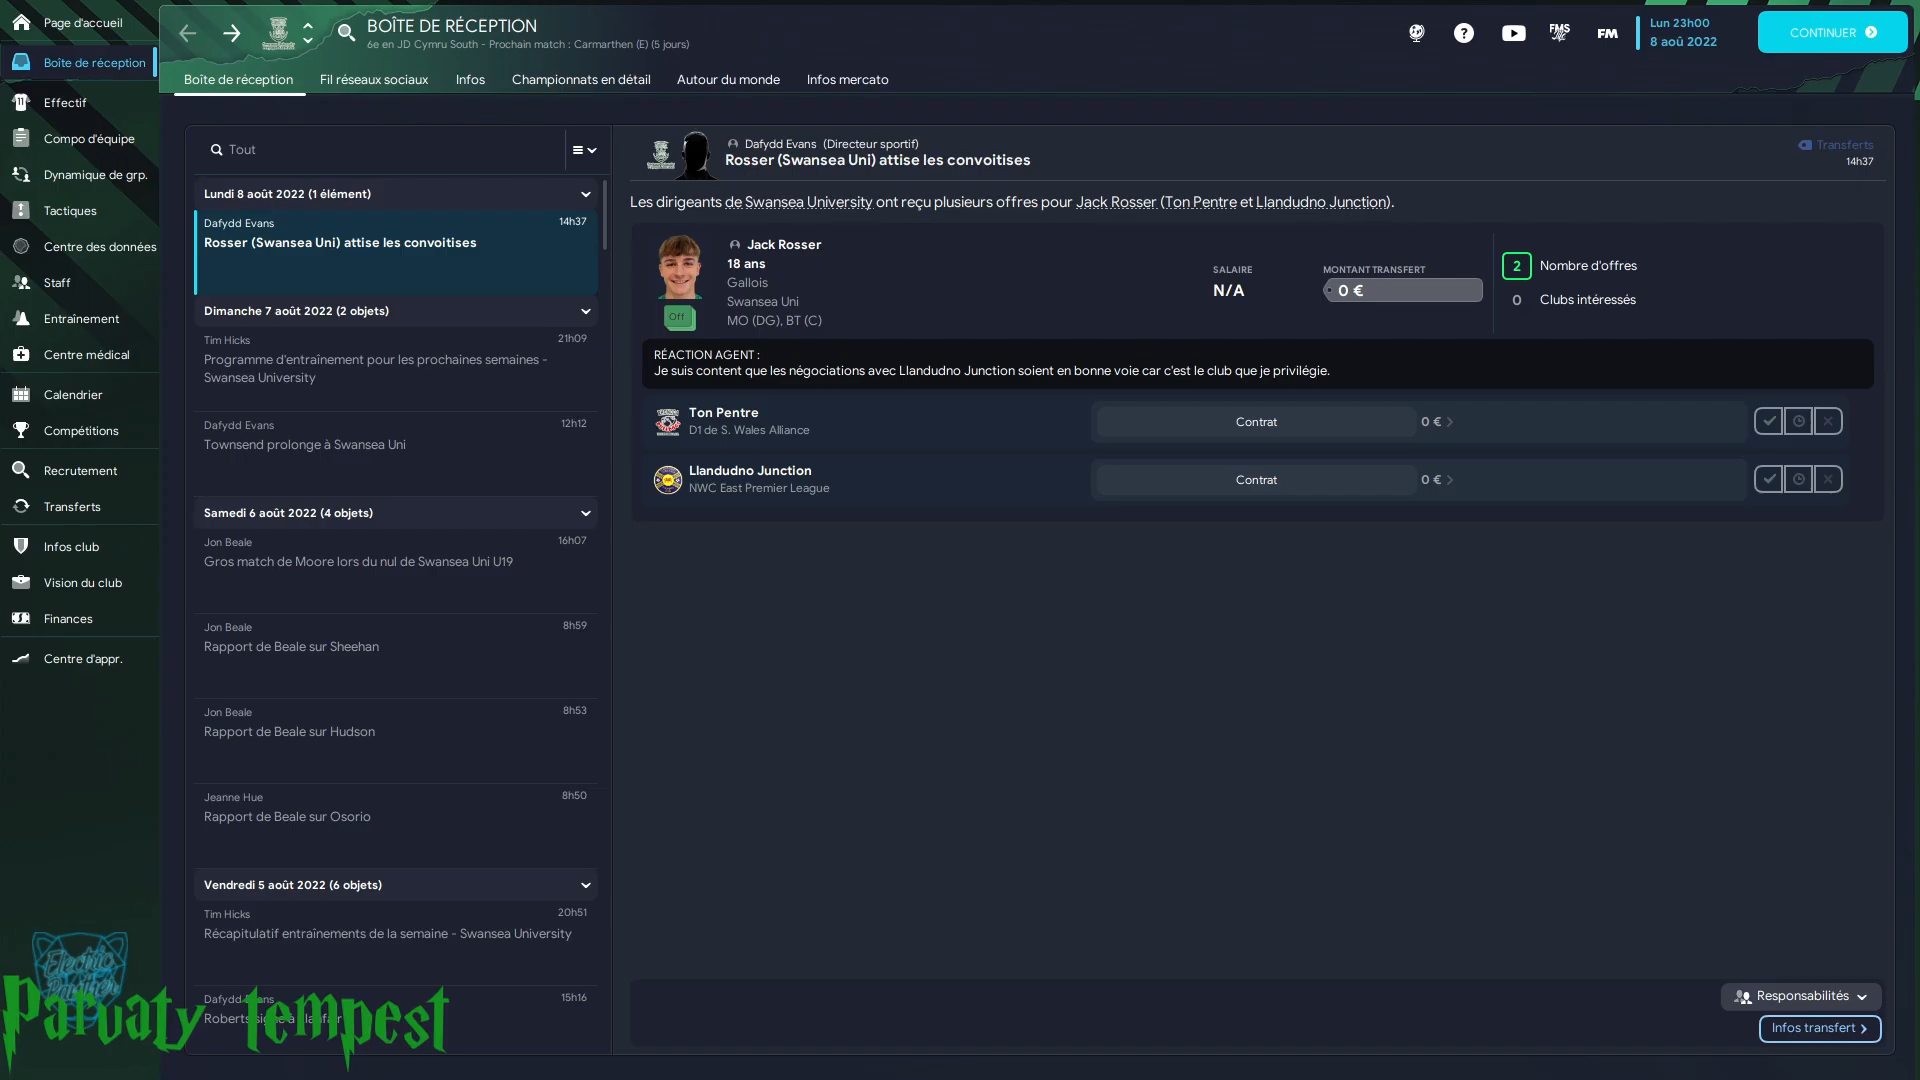 Page d'accueil
Boîte de réception
Effectif
Compo d'équipe
Dynamique de grp.
Tactiques
Centre des données
Staff
Entraînement
Centre médical
Calendrier
Compétitions
Recrutement
Transferts
Infos club
Vision du club
Finances
Centre d'appr.
BOÎTE DE RÉCEPTION
6e en JD Cymru South - Prochain match : Carmarthen (E) (5 jours)
FMS
FM
Lun 23h00
8 aoû 2022
CONTINUER
Boîte de réception
Fil réseaux sociaux
Infos
Championnats en détail
Autour du monde
Infos mercato
Tout
Lundi 8 août 2022 (1 élément)
Dafydd Evans 14h37
Rosser (Swansea Uni) attise les convoitises
Dimanche 7 août 2022 (2 objets)
Tim Hicks 21h09
Programme d'entraînement pour les prochaines semaines -
Swansea University
Dafydd Evans 12h12
Townsend prolonge à Swansea Uni
Samedi 6 août 2022 (4 objets)
Jon Beale 16h07
Gros match de Moore lors du nul de Swansea Uni U19
Jon Beale 8h59
Rapport de Beale sur Sheehan
Jon Beale 8h53
Rapport de Beale sur Hudson
Jeanne Hue 8h50
Rapport de Beale sur Osorio
Vendredi 5 août 2022 (6 objets)
Tim Hicks 20h51
Récapitulatif entraînements de la semaine - Swansea University
Dafydd Evans 15h16
Roberts signe à
Dafydd Evans (Directeur sportif)
Rosser (Swansea Uni) attise les convoitises
Transferts
14h37
Les dirigeants de Swansea University ont reçu plusieurs offres pour Jack Rosser (Ton Pentre et Llandudno Junction).
Jack Rosser
18 ans
Gallois
Swansea Uni
MO (DG), BT (C)
Off
SALAIRE
N/A
MONTANT TRANSFERT
0 €
2 Nombre d'offres
0 Clubs intéressés
RÉACTION AGENT :
Je suis content que les négociations avec Llandudno Junction soient en bonne voie car c'est le club que je privilégie.
Ton Pentre
D1 de S. Wales Alliance
Contrat 0 €
Llandudno Junction
NWC East Premier League
Contrat 0 €
Responsabilités
Infos transfert
Electric
Panther
Parvaty tempest